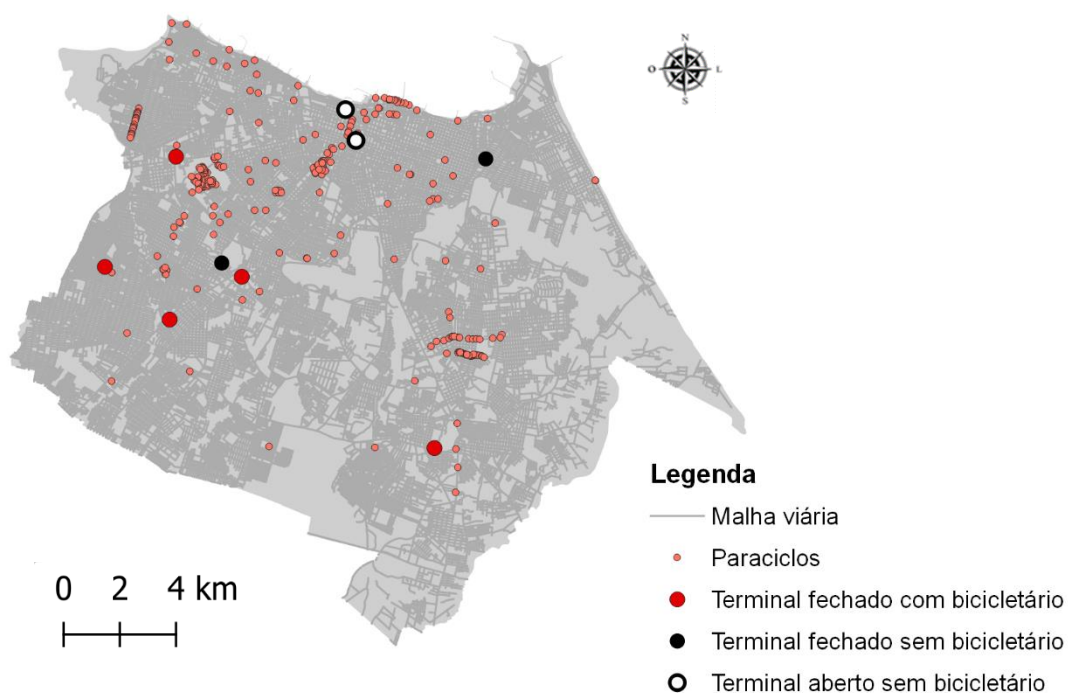 N
O L
S
Legenda
Malha viária
Paraciclos
Terminal fechado com bicicletário
Terminal fechado sem bicicletário
Terminal aberto sem bicicletário
0 2 4 km